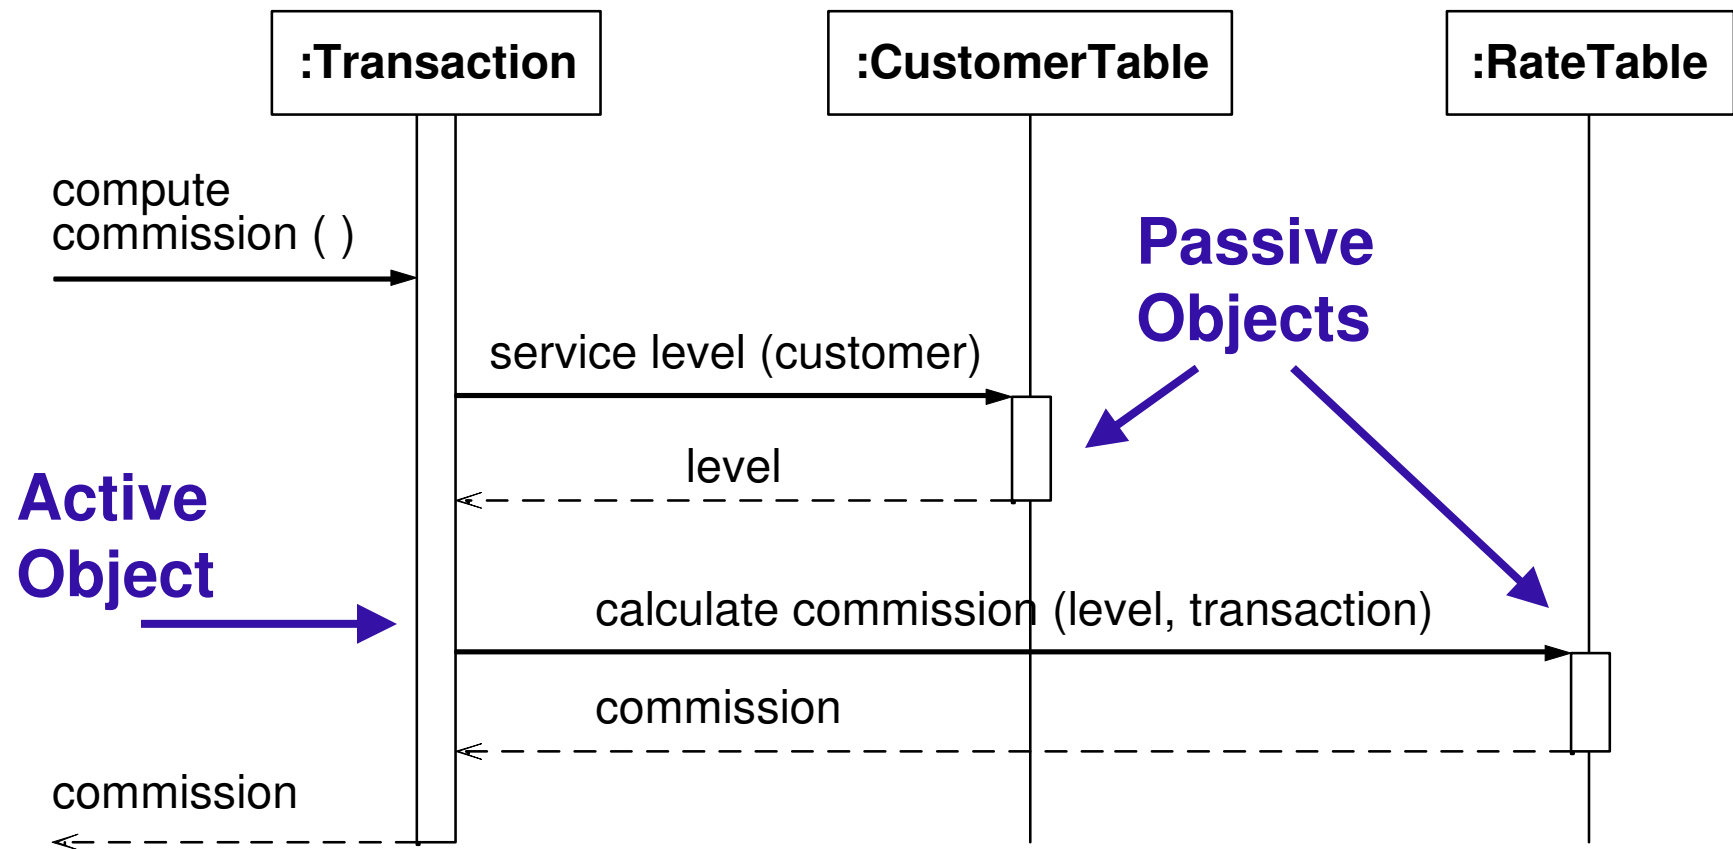 :Transaction
:CustomerTable
:RateTable
compute
commission ( )
Passive
Objects
service level (customer)
level
Active
Object
calculate commission (level, transaction)
commission
commission